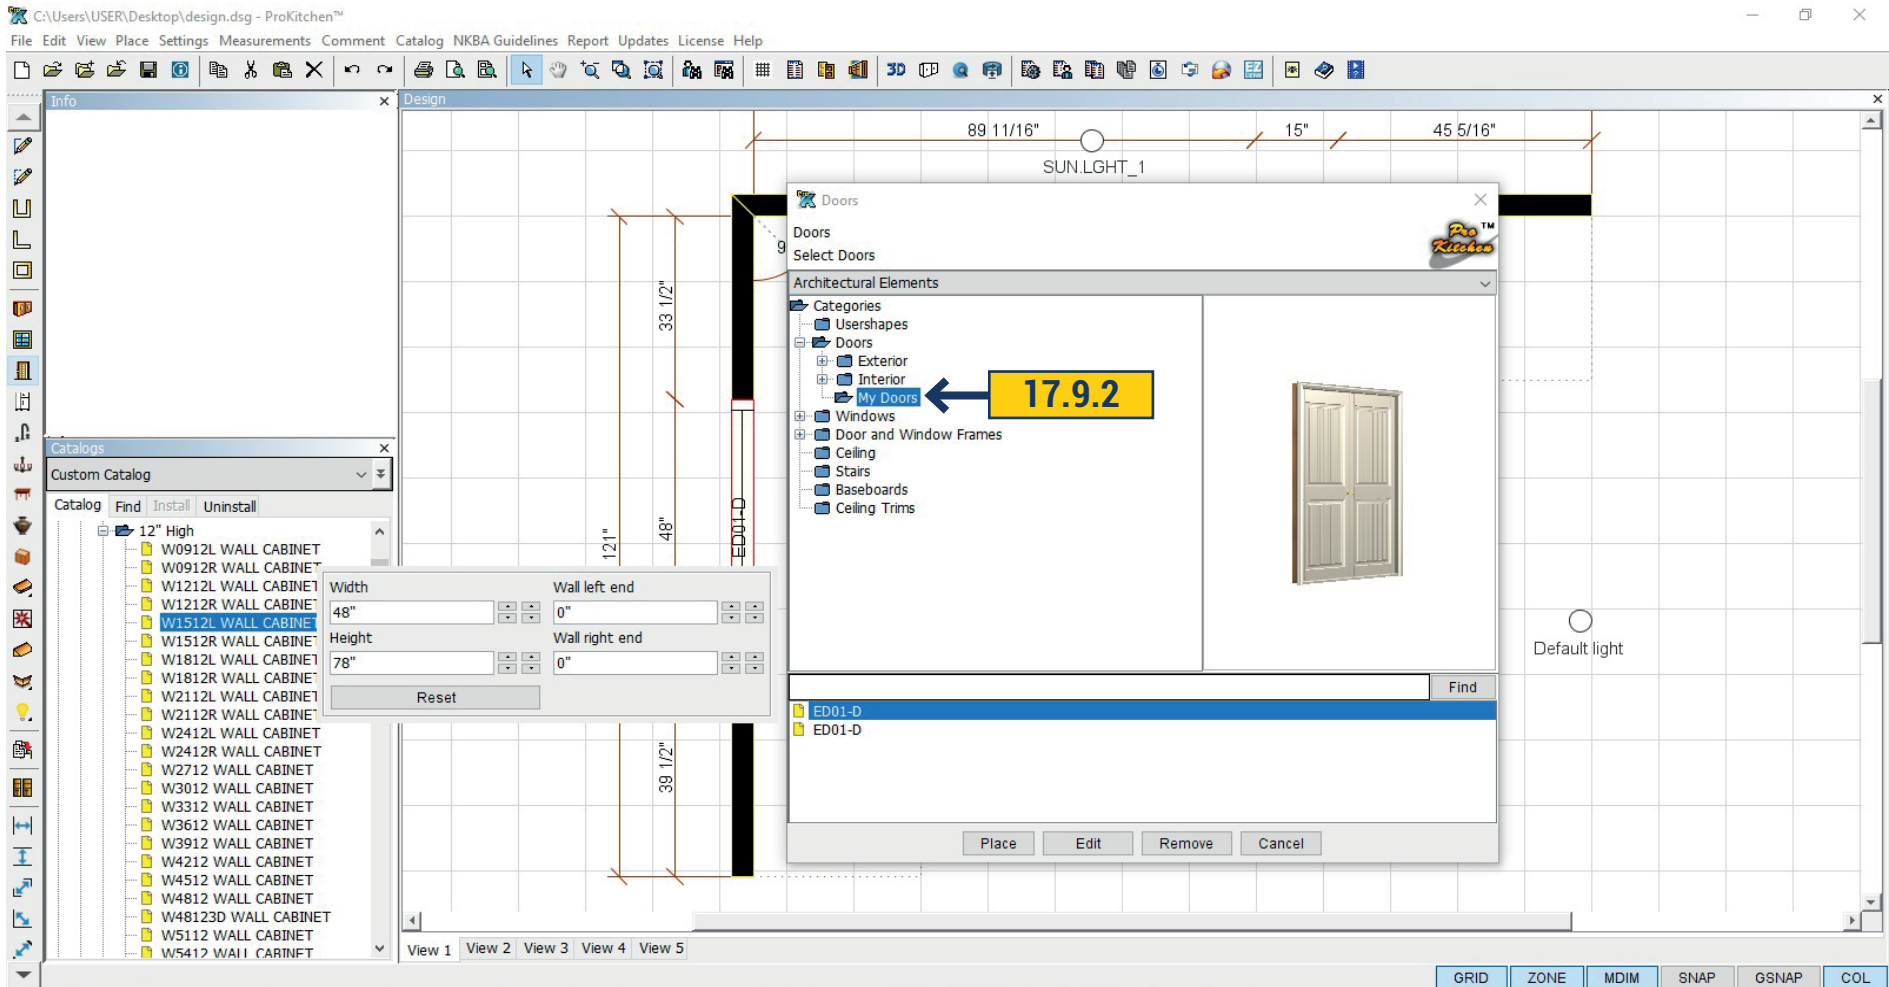 C:\Users\USER\Desktop\design.dsg - ProKitchen™
File Edit View Place Settings Measurements Comment Catalog NKBA Guidelines Report Updates License Help
3D
EZ
Info
Design
89 11/16"
15"
45 5/16"
SUN.LGHT_1
33 1/2"
121"
48"
ED01-D
39 1/2"
9
Default light
Catalogs
Custom Catalog
Catalog Find Install Uninstall
12" High
W0912L WALL CABINET
W0912R WALL CABINET
W1212L WALL CABINET
W1212R WALL CABINET
W1512L WALL CABINET
W1512R WALL CABINET
W1812L WALL CABINET
W1812R WALL CABINET
W2112L WALL CABINET
W2112R WALL CABINET
W2412L WALL CABINET
W2412R WALL CABINET
W2712 WALL CABINET
W3012 WALL CABINET
W3312 WALL CABINET
W3612 WALL CABINET
W3912 WALL CABINET
W4212 WALL CABINET
W4512 WALL CABINET
W4812 WALL CABINET
W48123D WALL CABINET
W5112 WALL CABINET
W5412 WALL CABINET
Width
Wall left end
48"
0"
Height
Wall right end
78"
0"
Reset
Doors
Doors
Select Doors
Pro Kitchen ™
Architectural Elements
Categories
Usershapes
Doors
Exterior
Interior
My Doors
17.9.2
Windows
Door and Window Frames
Ceiling
Stairs
Baseboards
Ceiling Trims
Find
ED01-D
ED01-D
Place Edit Remove Cancel
View 1 View 2 View 3 View 4 View 5
GRID ZONE MDIM SNAP GSNAP COL